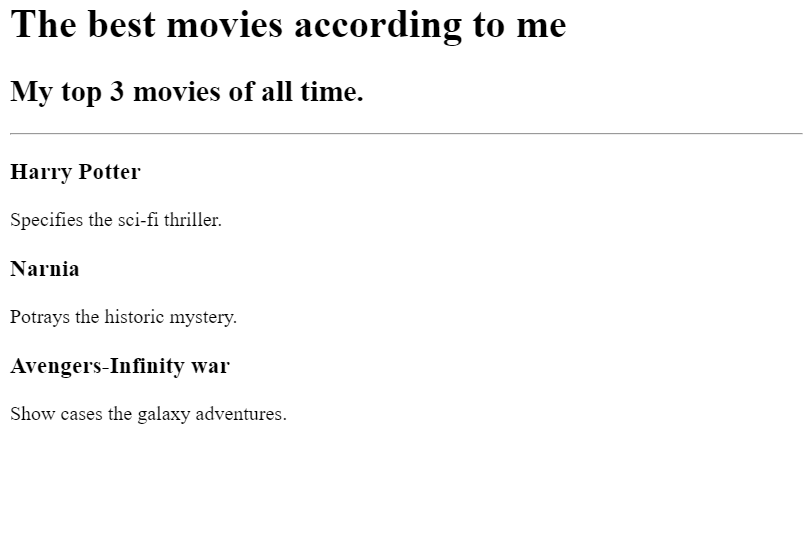 The best movies according to me
My top 3 movies of all time.
Harry Potter
Specifies the sci-fi thriller.
Narnia
Potrays the historic mystery.
Avengers-Infinity war
Show cases the galaxy adventures.